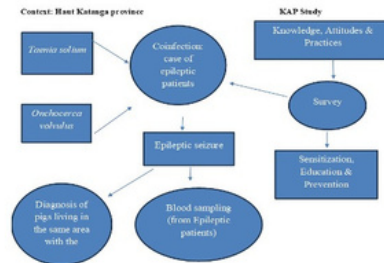 Context: Haut Katanga province
KAP Study
Taenia solium
Onchocerca volvulus
Coinfection:
case of
epileptic
patients
Epileptic seizure
Diagnosis of
pigs living in
the same area
with the
Blood sampling
(from Epileptic
patients)
Knowledge, Attitudes &
Practices
Survey
Sensitization,
Education &
Prevention